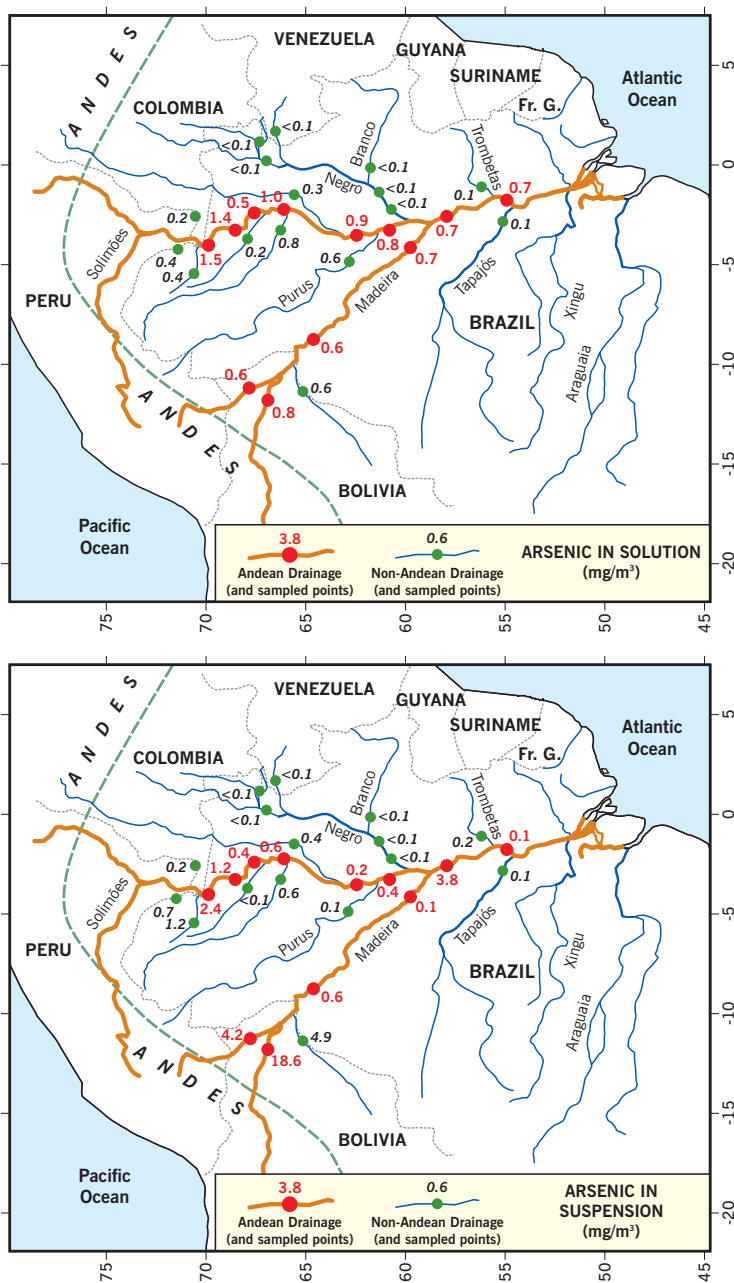 ANDES
VENEZUELA
GUYANA
SURINAME
Fr. G.
Atlantic
Ocean
COLOMBIA
<0.1
<0.1
<0.1
Branco
<0.1
Negro
<0.1
<0.1
Trombetas
0.1
0.7
0.1
0.2
0.5
1.0
0.3
1.4
1.5
0.2
0.8
0.9
0.8
0.7
0.4
0.4
0.6
0.7
Solimões
PERU
Purus
Madeira
Tapajós
Xingu
BRAZIL
Araguaia
0.6
0.6
0.8
0.6
ANDES
BOLIVIA
Pacific
Ocean
3.8
Andean Drainage
(and sampled points)
0.6
Non-Andean Drainage
(and sampled points)
ARSENIC IN SOLUTION
(mg/m³)
5
0
-5
-10
-15
-20
75
70
65
60
55
50
45
ANDES
VENEZUELA
GUYANA
SURINAME
Fr. G.
Atlantic
Ocean
COLOMBIA
<0.1
<0.1
<0.1
Branco
<0.1
Negro
<0.1
<0.1
Trombetas
0.2
0.1
0.1
0.2
0.4
0.6
0.4
1.2
2.4
<0.1
0.6
0.2
0.4
3.8
0.7
1.2
0.1
0.1
Solimões
PERU
Purus
Madeira
Tapajós
Xingu
BRAZIL
Araguaia
0.6
4.2
18.6
4.9
ANDES
BOLIVIA
Pacific
Ocean
3.8
Andean Drainage
(and sampled points)
0.6
Non-Andean Drainage
(and sampled points)
ARSENIC IN
SUSPENSION
(mg/m³)
5
0
-5
-10
-15
-20
75
70
65
60
55
50
45